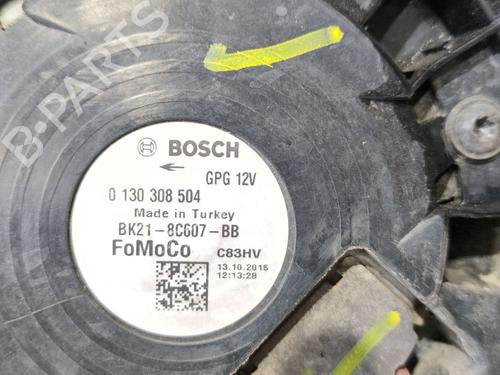 B-PARTS
BOSCH
GPG 12V
0 130 308 504
Made in Turkey
BK21-8C607-BB
FoMoCo C83HV
13.10.2015
12:13:28